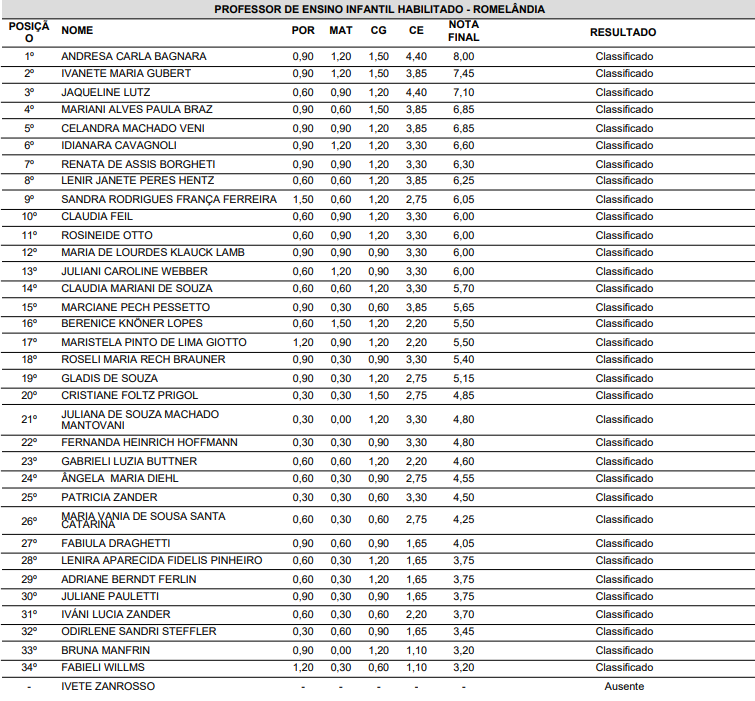 PROFESSOR DE ENSINO INFANTIL HABILITADO - ROMELÂNDIA
POSIÇÃO NOME POR MAT CG CE NOTA FINAL RESULTADO
1º ANDRESA CARLA BAGNARA 0,90 1,20 1,50 4,40 8,00 Classificado
2º IVANETE MARIA GUBERT 0,90 1,20 1,50 3,85 7,45 Classificado
3º JAQUELINE LUTZ 0,60 0,90 1,20 4,40 7,10 Classificado
4º MARIANI ALVES PAULA BRAZ 0,90 0,60 1,50 3,85 6,85 Classificado
5º CELANDRA MACHADO VENI 0,90 0,90 1,20 3,85 6,85 Classificado
6º IDIANARA CAVAGNOLI 0,90 1,20 1,20 3,30 6,60 Classificado
7º RENATA DE ASSIS BORGHETI 0,90 0,90 1,20 3,30 6,30 Classificado
8º LENIR JANETE PERES HENTZ 0,60 0,60 1,20 3,85 6,25 Classificado
9º SANDRA RODRIGUES FRANÇA FERREIRA 1,50 0,60 1,20 2,75 6,05 Classificado
10º CLAUDIA FEIL 0,60 0,90 1,20 3,30 6,00 Classificado
11º ROSINEIDE OTTO 0,60 0,90 1,20 3,30 6,00 Classificado
12º MARIA DE LOURDES KLAUCK LAMB 0,90 0,90 0,90 3,30 6,00 Classificado
13º JULIANI CAROLINE WEBBER 0,60 1,20 0,90 3,30 6,00 Classificado
14º CLAUDIA MARIANI DE SOUZA 0,60 0,60 1,20 3,30 5,70 Classificado
15º MARCIANE PECH PESSETTO 0,90 0,30 0,60 3,85 5,65 Classificado
16º BERENICE KNÖNER LOPES 0,60 1,50 1,20 2,20 5,50 Classificado
17º MARISTELA PINTO DE LIMA GIOTTO 1,20 0,90 1,20 2,20 5,50 Classificado
18º ROSELI MARIA RECH BRAUNER 0,90 0,30 0,90 3,30 5,40 Classificado
19º GLADIS DE SOUZA 0,90 0,30 1,20 2,75 5,15 Classificado
20º CRISTIANE FOLTZ PRIGOL 0,30 0,30 1,50 2,75 4,85 Classificado
21º JULIANA DE SOUZA MACHADO MANTOVANI 0,30 0,00 1,20 3,30 4,80 Classificado
22º FERNANDA HEINRICH HOFFMANN 0,30 0,30 0,90 3,30 4,80 Classificado
23º GABRIELI LUZIA BUTTNER 0,60 0,60 1,20 2,20 4,60 Classificado
24º ÂNGELA MARIA DIEHL 0,60 0,30 0,90 2,75 4,55 Classificado
25º PATRICIA ZANDER 0,30 0,30 0,60 3,30 4,50 Classificado
26º MARIA VANIA DE SOUSA SANTA CATARINA 0,60 0,30 0,60 2,75 4,25 Classificado
27º FABIULA DRAGHETTI 0,90 0,60 0,90 1,65 4,05 Classificado
28º LENIRA APARECIDA FIDELIS PINHEIRO 0,60 0,30 1,20 1,65 3,75 Classificado
29º ADRIANE BERNDT FERLIN 0,60 0,30 1,20 1,65 3,75 Classificado
30º JULIANE PAULETTI 0,90 0,30 0,90 1,65 3,75 Classificado
31º IVÂNI LUCIA ZANDER 0,60 0,30 0,60 2,20 3,70 Classificado
32º ODIRLENE SANDRI STEFFLER 0,30 0,60 0,90 1,65 3,45 Classificado
33º BRUNA MANFRIN 0,90 0,00 1,20 1,10 3,20 Classificado
34º FABIELI WILLMS 1,20 0,30 0,60 1,10 3,20 Classificado
- IVETE ZANROSSO - - - - - Ausente